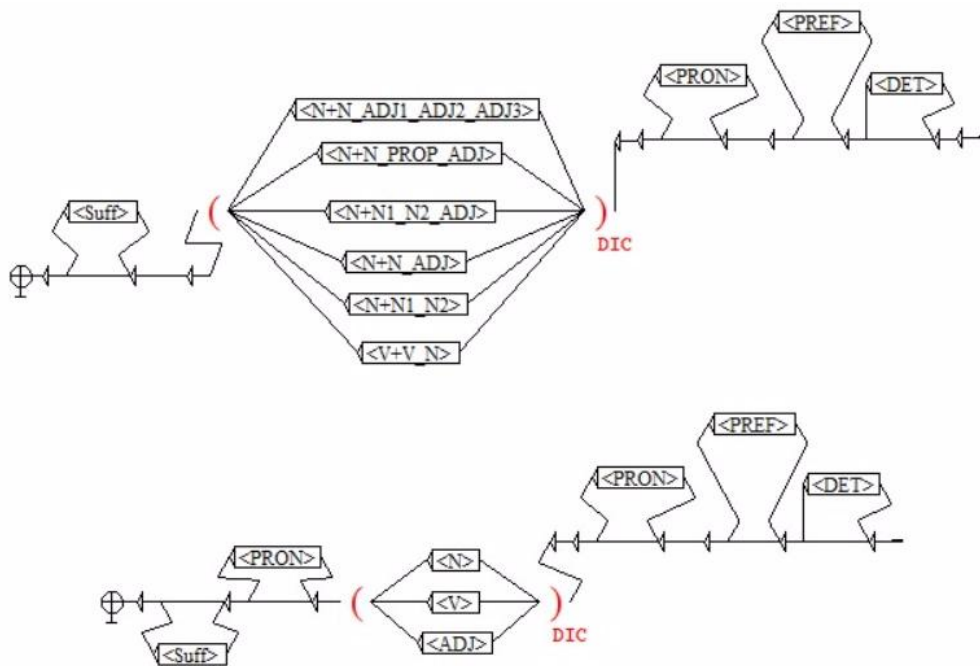 <PREF>
<PRON>
<DET>
<N+N_ADJ1_ADJ2_ADJ3>
<N+N_PROP_ADJ>
<Suff>
(
<N+N1_N2_ADJ>
)
DIC
<N+N_ADJ>
<N+N1_N2>
<V+V_N>
<PREF>
<PRON>
<DET>
<PRON>
<N>
(
<V>
)
DIC
<Suff>
<ADJ>